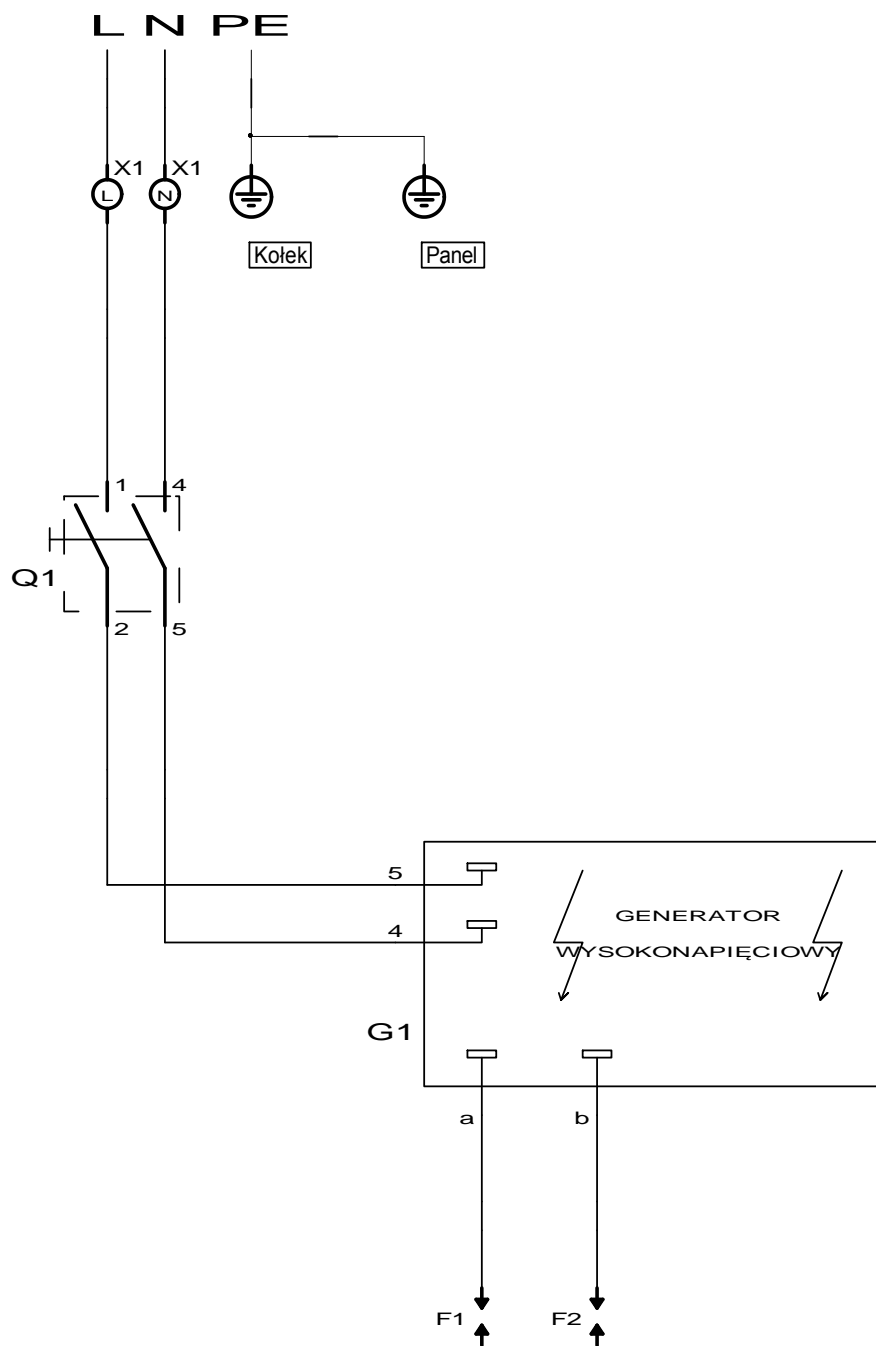 L N PE
X1 X1
L N
Kołek Panel
1 4
Q1
2 5
5
GENERATOR
4
WYSOKONAPIĘCIOWY
G1
a b
F1 F2